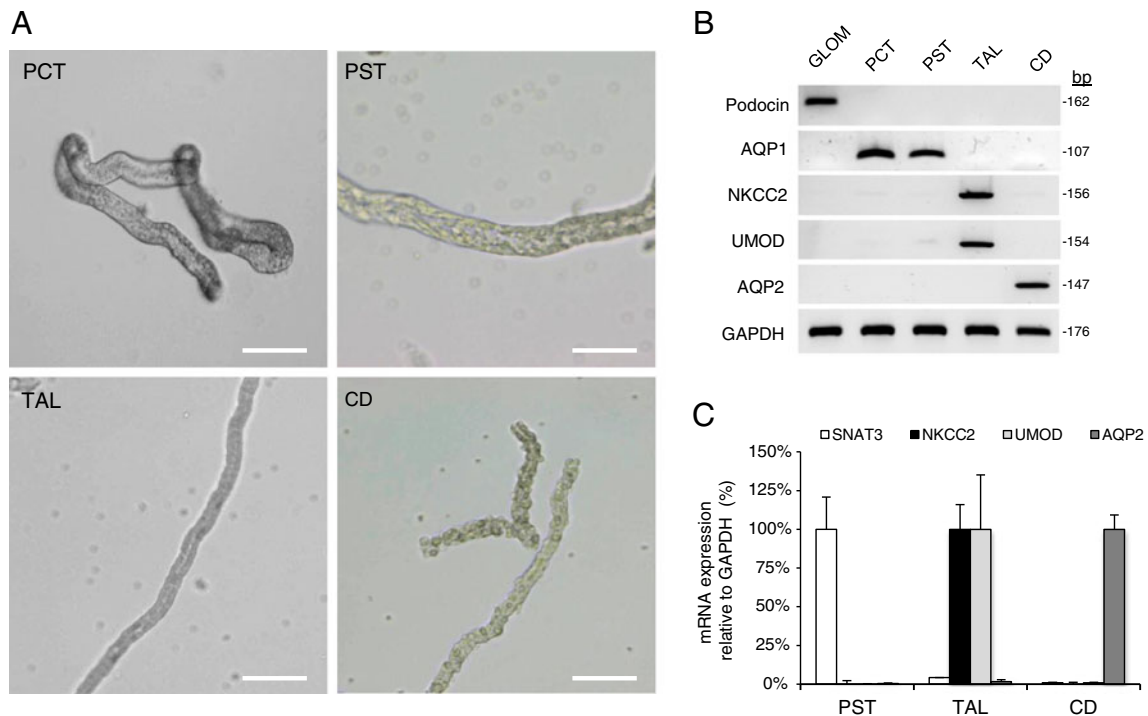 A
PCT
PST
TAL
CD
B
GLOM PCT PST TAL CD
bp
Podocin -162
AQP1 -107
NKCC2 -156
UMOD -154
AQP2 -147
GAPDH -176
C
SNAT3 NKCC2 UMOD AQP2
mRNA expression
relative to GAPDH (%)
150%
125%
100%
75%
50%
25%
0%
PST TAL CD